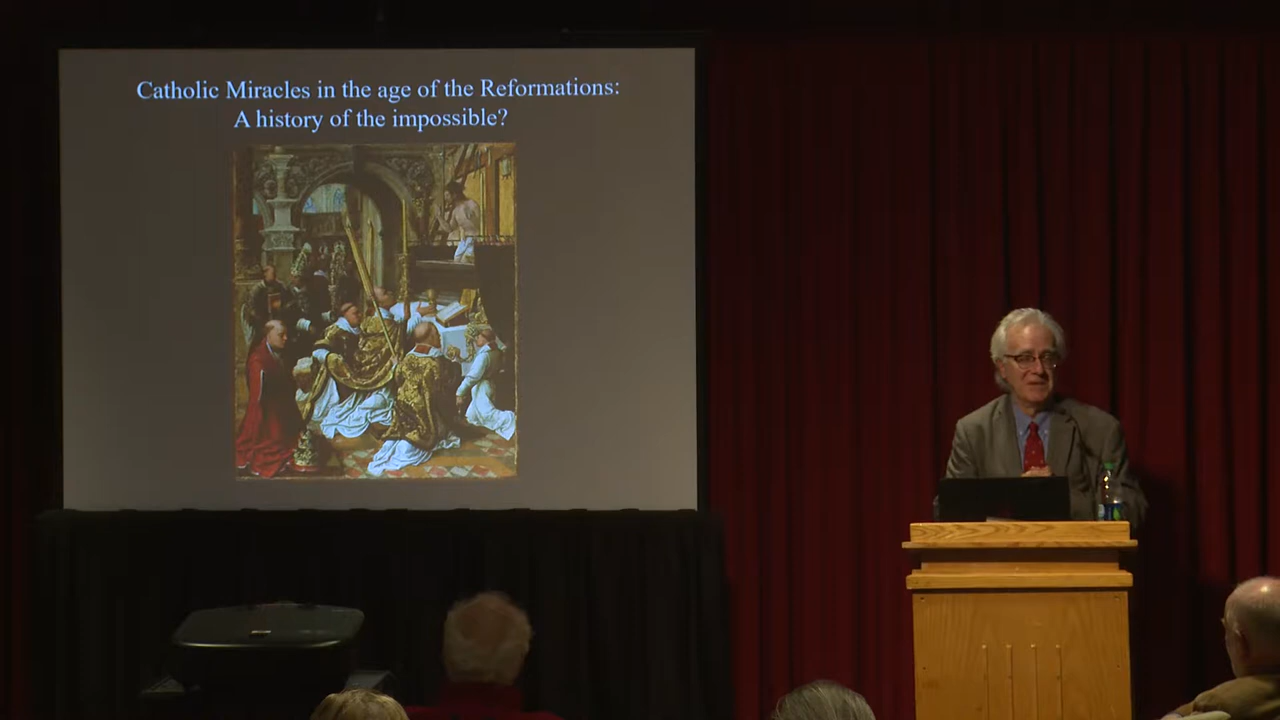 Catholic Miracles in the age of the Reformations:
A history of the impossible?